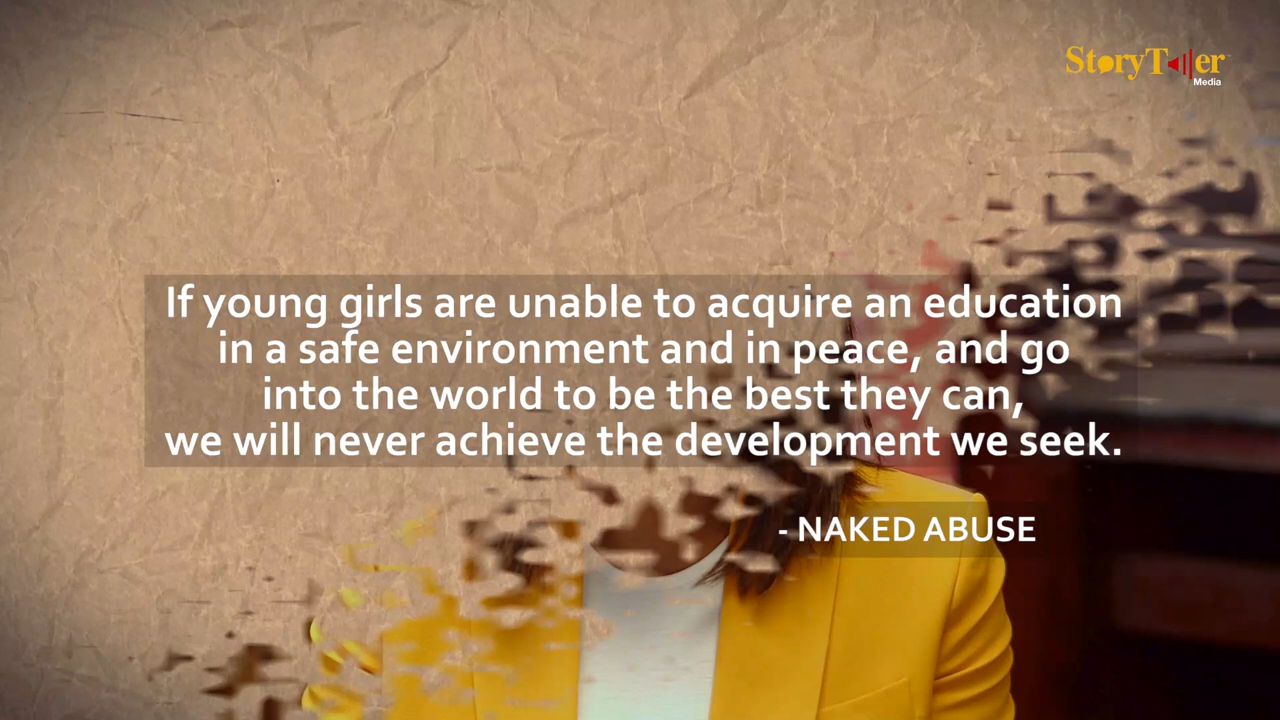 StoryTeller
Media
If young girls are unable to acquire an education
in a safe environment and in peace, and go
into the world to be the best they can,
we will never achieve the development we seek.
- NAKED ABUSE